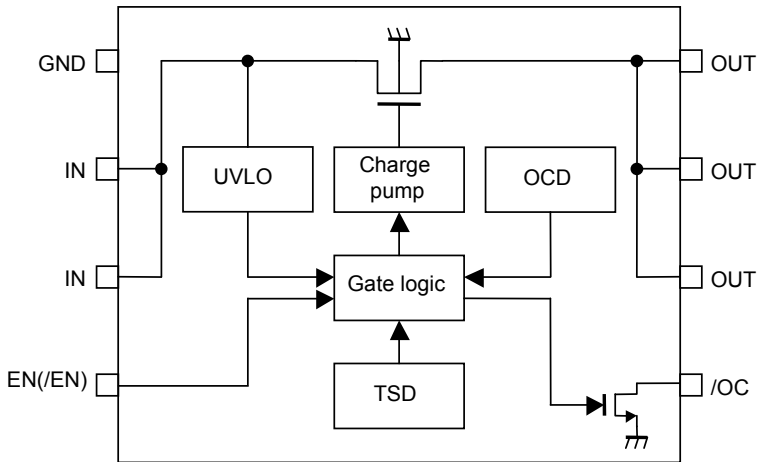 GND
OUT
IN
UVLO
Charge
pump
OCD
OUT
IN
Gate logic
OUT
EN(/EN)
TSD
/OC